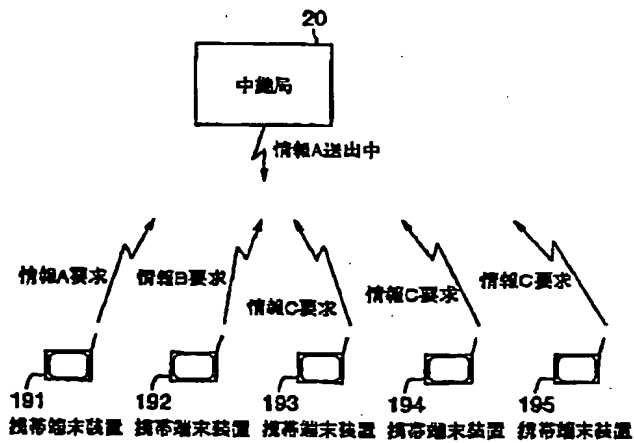 20
中継局
情報A送出中
情報A要求
情報B要求
情報C要求
情報C要求
情報C要求
191
192
193
194
195
携帯端末装置
携帯端末装置
携帯端末装置
携帯端末装置
携帯端末装置